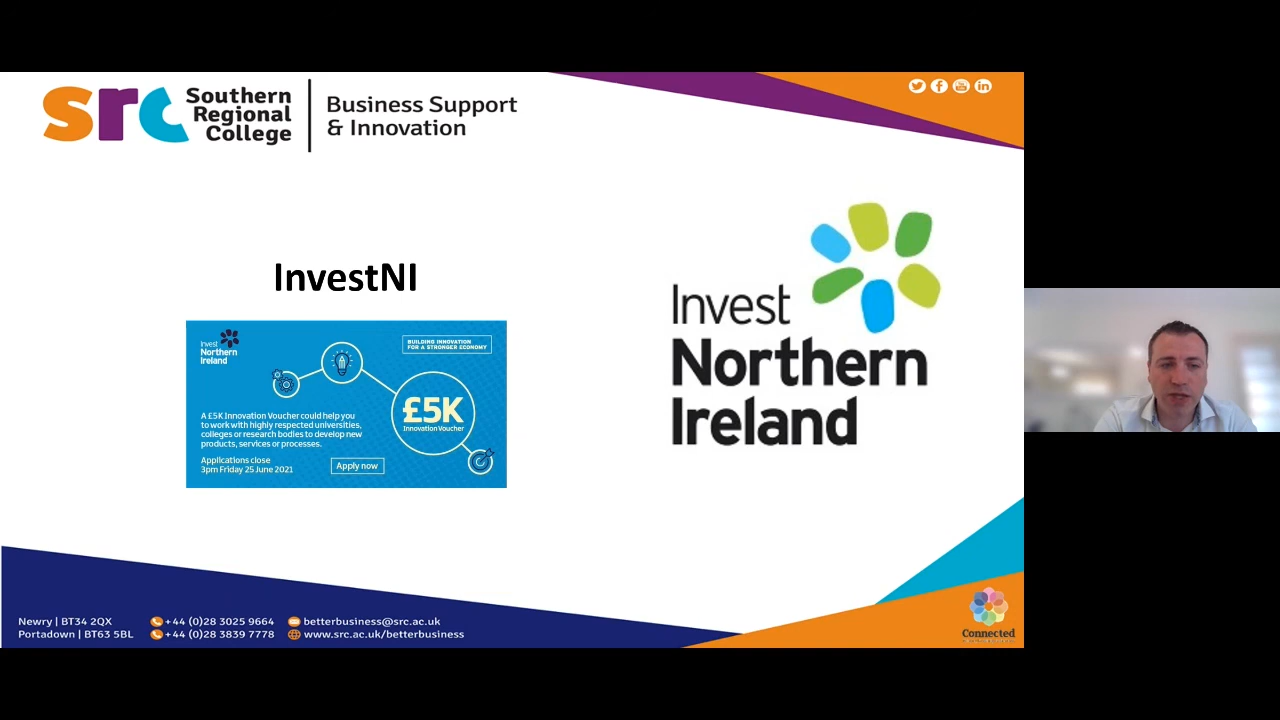 src Southern
Regional
College
Business Support
& Innovation
InvestNI
Invest
Northern
Ireland
BUILDING INNOVATION
FOR A STRONGER ECONOMY
£5K
Innovation Voucher
A £5K Innovation Voucher could help you
to work with highly respected universities,
colleges or research bodies to develop new
products, services or processes.
Applications close
3pm Friday 25 June 2021
Apply now
Invest
Northern
Ireland
Newry | BT34 2QX
Portadown | BT63 5BL
+44 (0)28 3025 9664
+44 (0)28 3839 7778
betterbusiness@src.ac.uk
www.src.ac.uk/betterbusiness
Connected